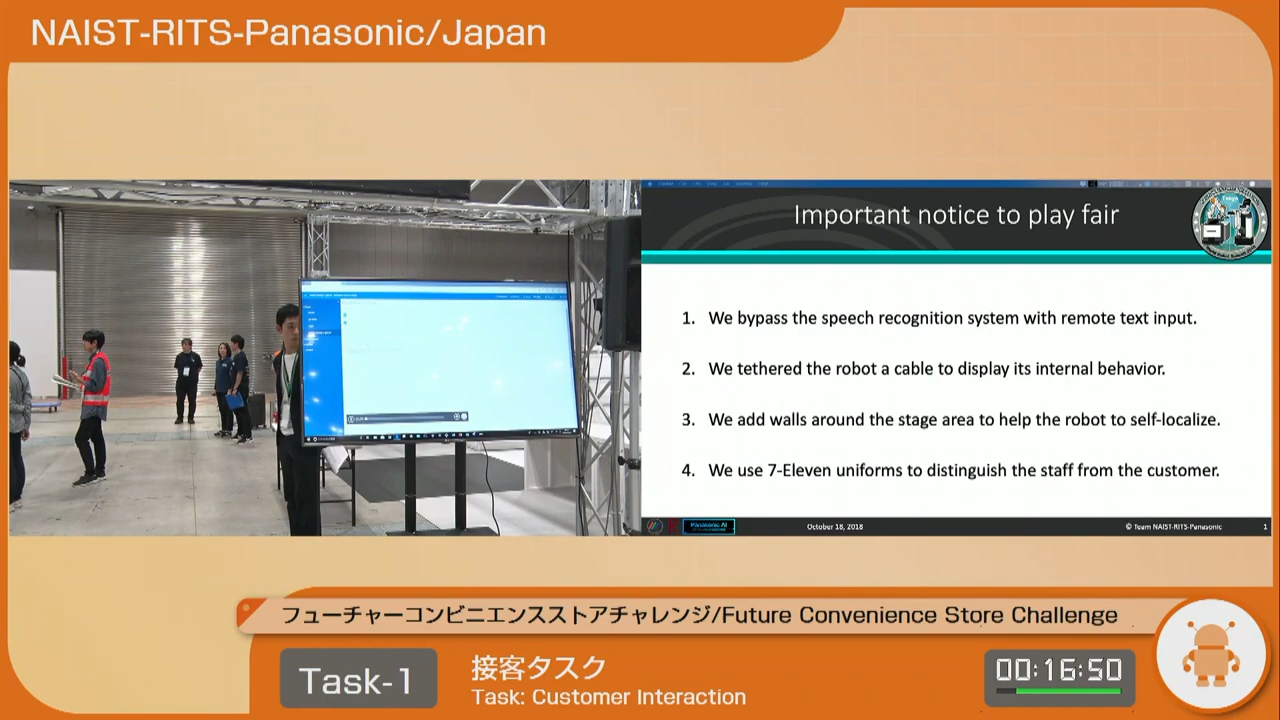 NAIST-RITS-Panasonic/Japan
Important notice to play fair
1. We bypass the speech recognition system with remote text input.
2. We tethered the robot a cable to display its internal behavior.
3. We add walls around the stage area to help the robot to self-localize.
4. We use 7-Eleven uniforms to distinguish the staff from the customer.
Panasonic AI
October 18, 2018
© Team NAIST-RITS-Panasonic
1
フューチャーコンビニエンスストアチャレンジ/Future Convenience Store Challenge
Task-1
接客タスク
Task: Customer Interaction
00:16:50